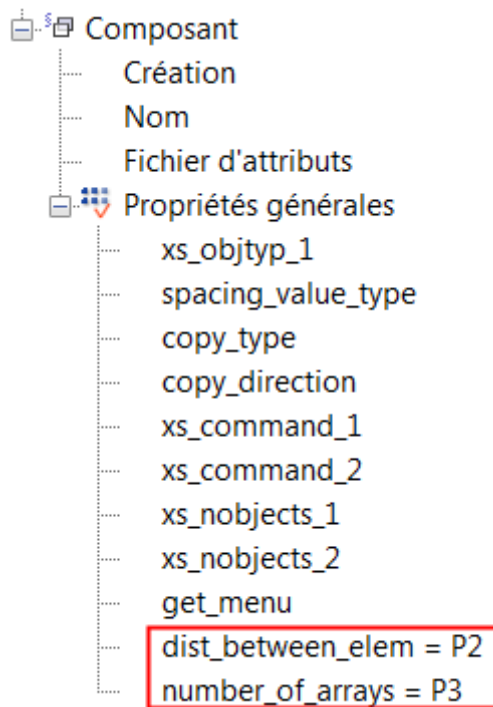 Composant
Création
Nom
Fichier d'attributs
Propriétés générales
xs_objtyp_1
spacing_value_type
copy_type
copy_direction
xs_command_1
xs_command_2
xs_nobjects_1
xs_nobjects_2
get_menu
dist_between_elem = P2
number_of_arrays = P3